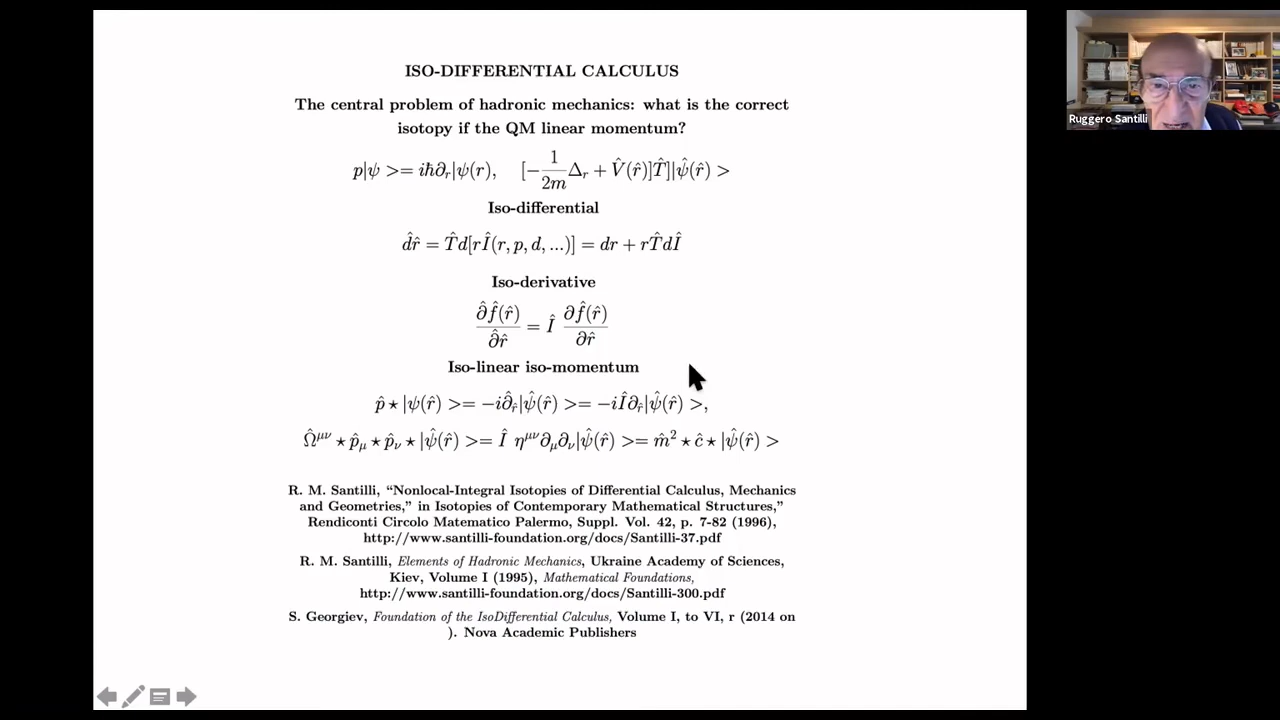 ISO-DIFFERENTIAL CALCULUS
The central problem of hadronic mechanics: what is the correct
isotopy if the QM linear momentum?
p|ψ >= iħ∂_r|ψ(r),    [−\frac{1}{2m}Δ_r + V̂(r̂)]T̂]|ψ̂(r̂) >
Iso-differential
d̂r̂ = T̂d[rÎ(r, p, d, ...)] = dr + rT̂dÎ
Iso-derivative
\frac{∂̂f̂(r̂)}{∂̂r̂} = Î \frac{∂f̂(r̂)}{∂r̂}
Iso-linear iso-momentum
p̂ ⋆ |ψ(r̂) >= −i∂̂_r̂|ψ̂(r̂) >= −iÎ∂_r̂|ψ̂(r̂) >,
Ω̂^{μν} ⋆ p̂_μ ⋆ p̂_ν ⋆ |ψ̂(r̂) >= Î η^{μν}∂_μ∂_ν|ψ̂(r̂) >= m̂² ⋆ ĉ ⋆ |ψ̂(r̂) >
R. M. Santilli, “Nonlocal-Integral Isotopies of Differential Calculus, Mechanics
and Geometries,” in Isotopies of Contemporary Mathematical Structures,”
Rendiconti Circolo Matematico Palermo, Suppl. Vol. 42, p. 7-82 (1996),
http://www.santilli-foundation.org/docs/Santilli-37.pdf
R. M. Santilli, Elements of Hadronic Mechanics, Ukraine Academy of Sciences,
Kiev, Volume I (1995), Mathematical Foundations,
http://www.santilli-foundation.org/docs/Santilli-300.pdf
S. Georgiev, Foundation of the IsoDifferential Calculus, Volume I, to VI, r (2014 on
). Nova Academic Publishers
Ruggero Santilli